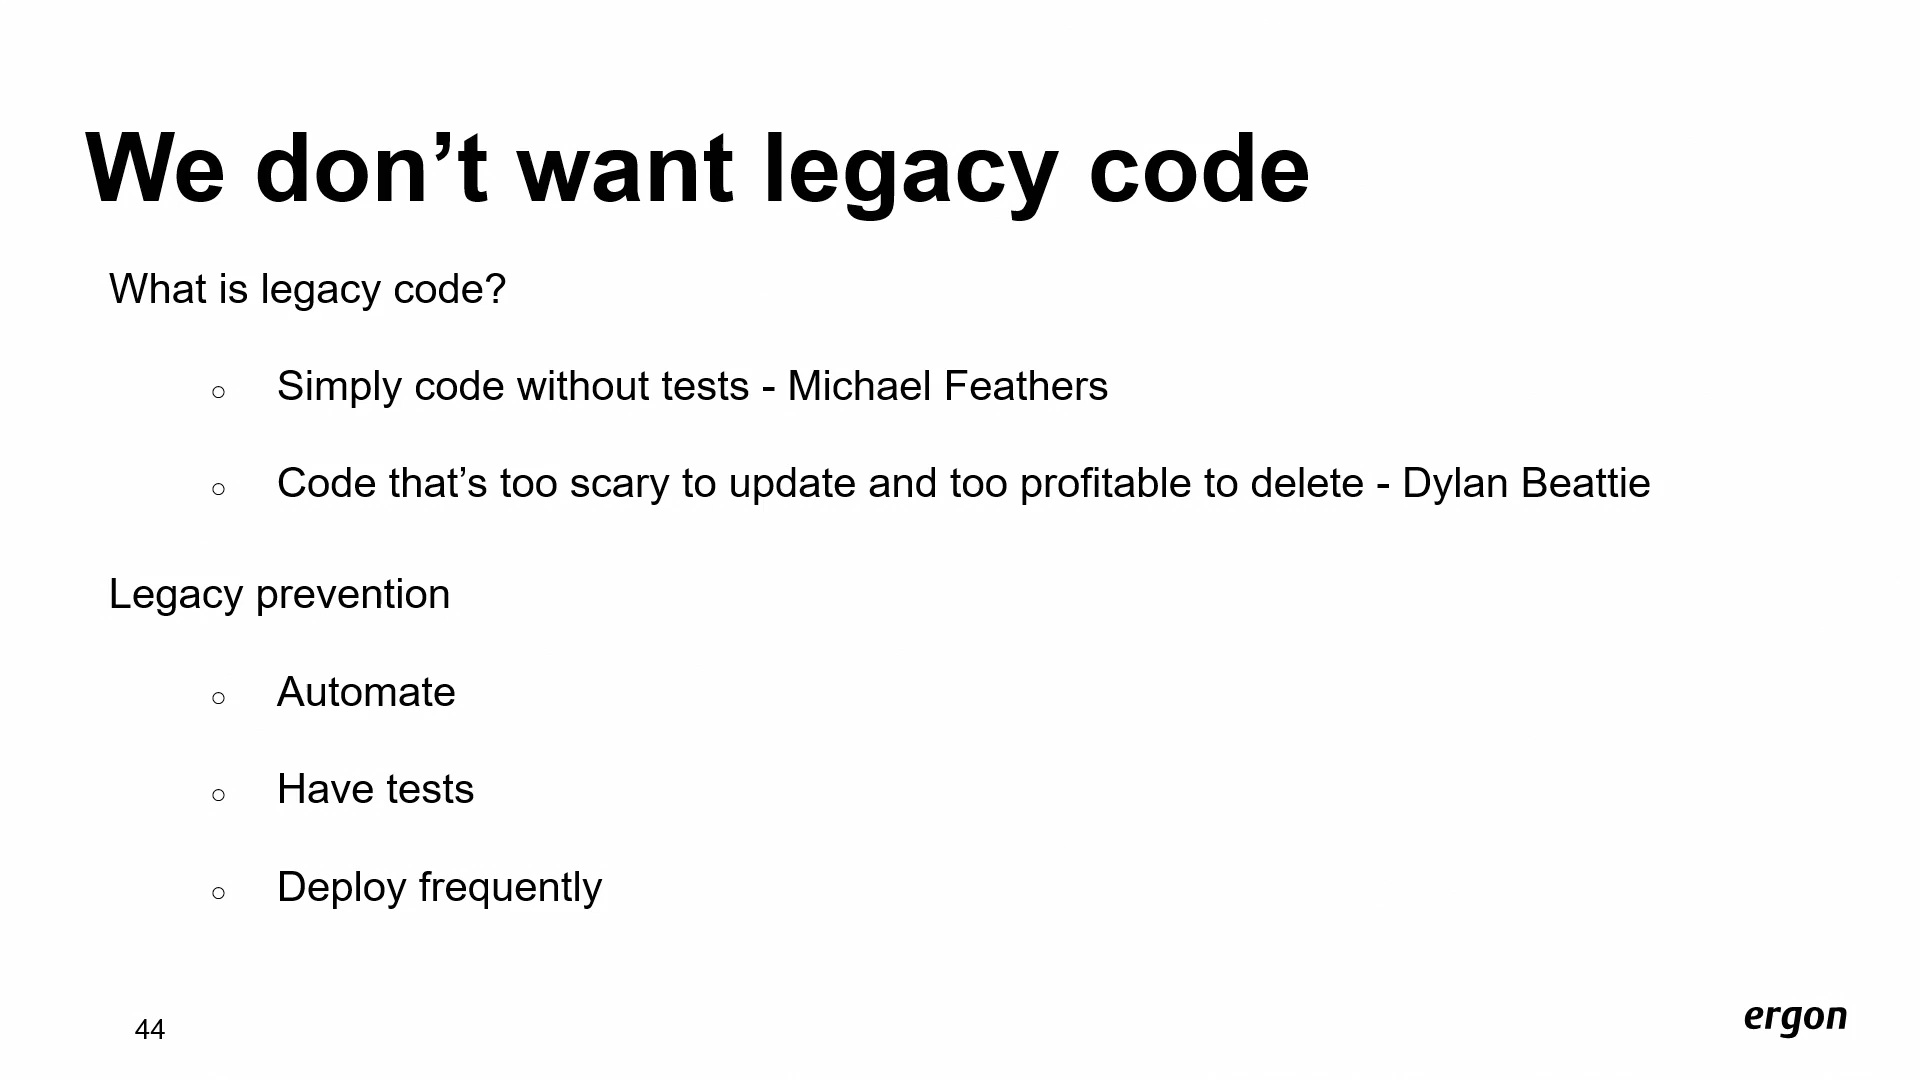 We don’t want legacy code
What is legacy code?
○ Simply code without tests - Michael Feathers
○ Code that’s too scary to update and too profitable to delete - Dylan Beattie
Legacy prevention
○ Automate
○ Have tests
○ Deploy frequently
44
ergon